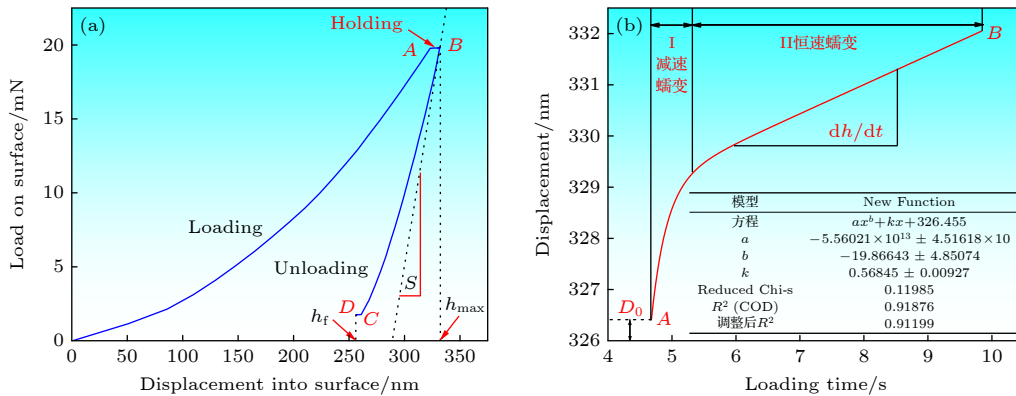 (a)
Holding
A
B
20
15
10
5
0
Load on surface/mN
Loading
Unloading
S
D
C
h_f
h_max
0
50
100
150
200
250
300
350
Displacement into surface/nm
(b)
I
减速
蠕变
II恒速蠕变
B
332
331
330
329
328
327
326
Displacement/nm
dh/dt
模型 New Function
方程 ax^b+kx+326.455
a −5.56021×10^13 ± 4.51618×10
b −19.86643 ± 4.85074
k 0.56845 ± 0.00927
Reduced Chi-s 0.11985
R^2 (COD) 0.91876
调整后R^2 0.91199
D_0
A
4
5
6
7
8
9
10
Loading time/s